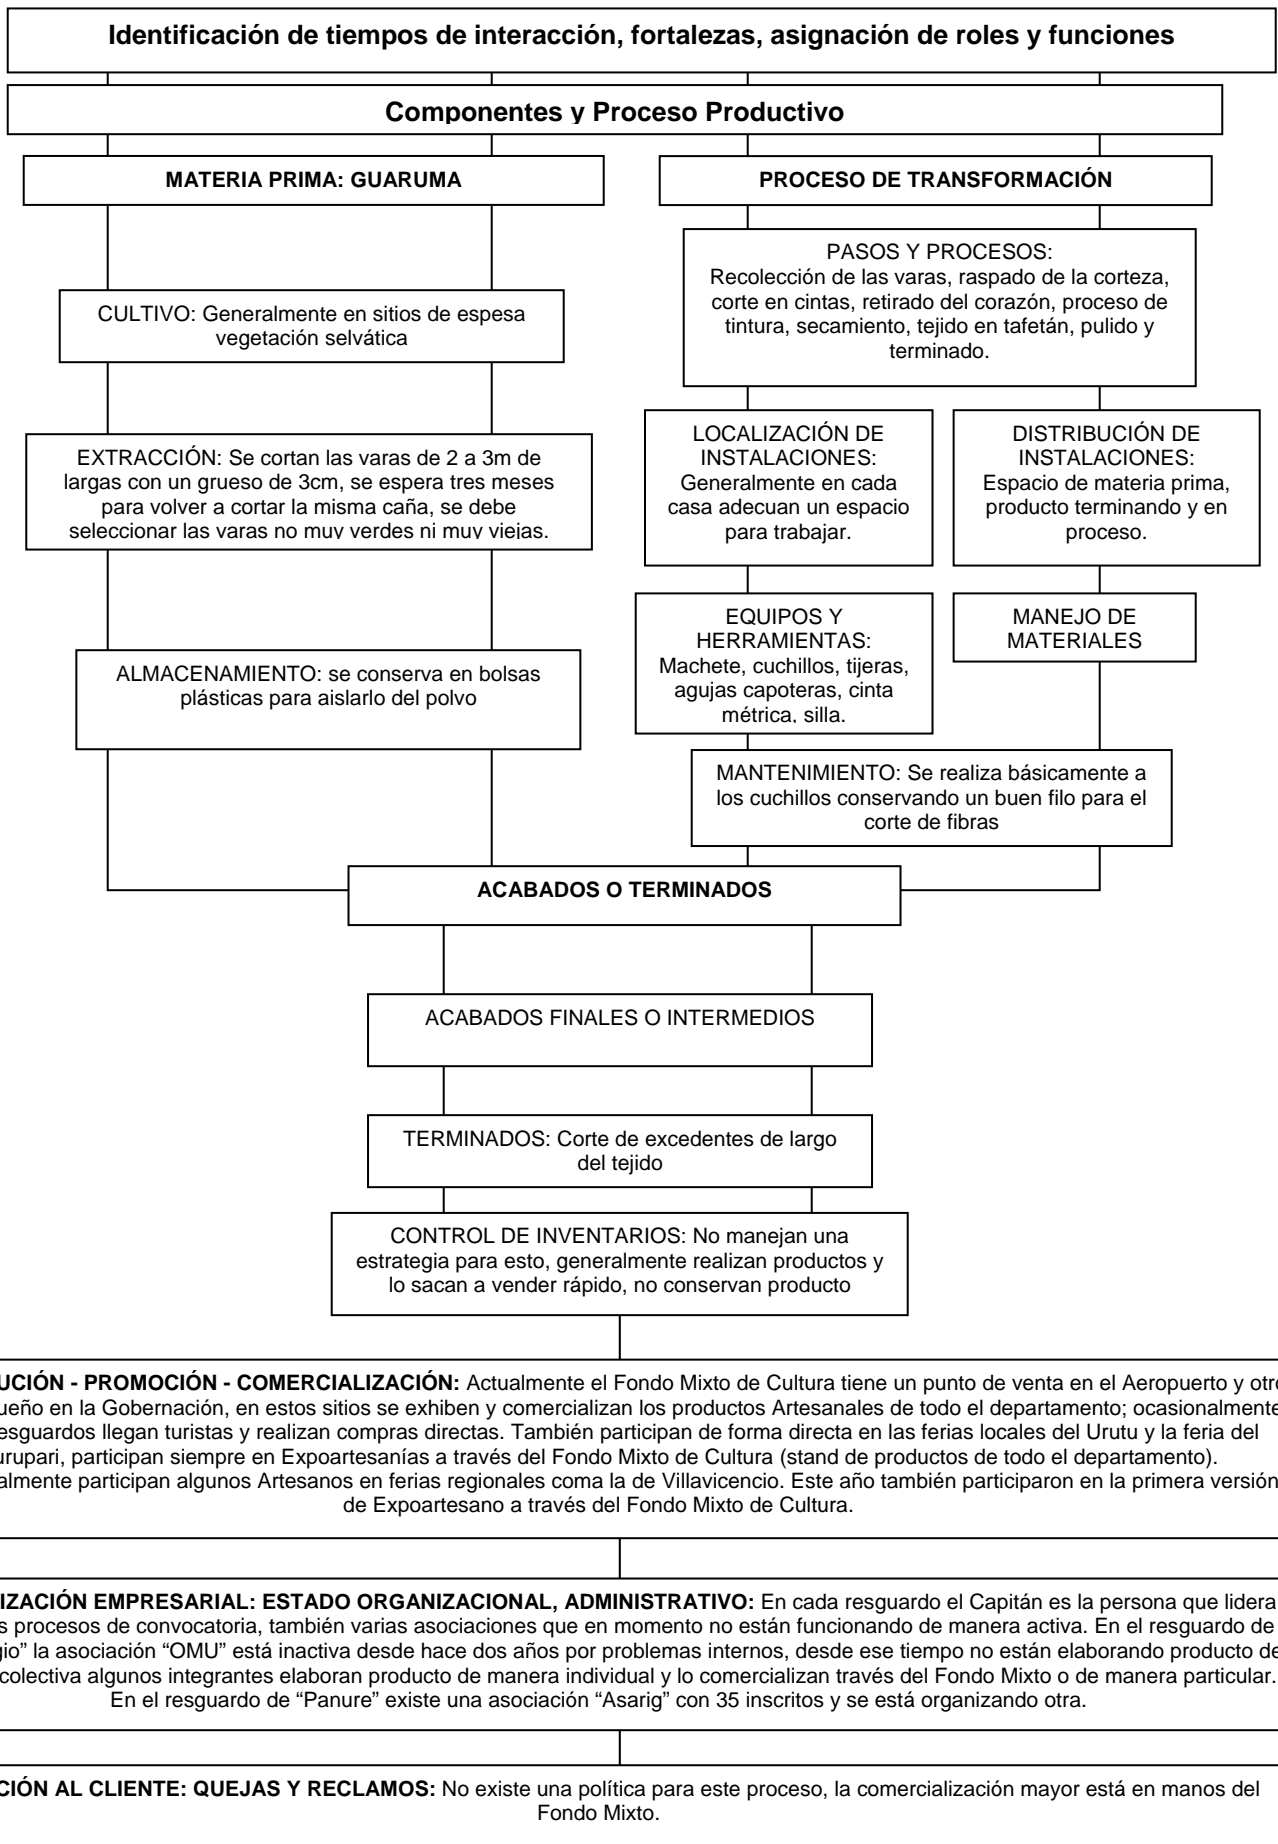 Identificación de tiempos de interacción, fortalezas, asignación de roles y funciones
Componentes y Proceso Productivo
MATERIA PRIMA: GUARUMA
CULTIVO: Generalmente en sitios de espesa
vegetación selvática
EXTRACCIÓN: Se cortan las varas de 2 a 3m de
largas con un grueso de 3cm, se espera tres meses
para volver a cortar la misma caña, se debe
seleccionar las varas no muy verdes ni muy viejas.
ALMACENAMIENTO: se conserva en bolsas
plásticas para aislarlo del polvo
PROCESO DE TRANSFORMACIÓN
PASOS Y PROCESOS:
Recolección de las varas, raspado de la corteza,
corte en cintas, retirado del corazón, proceso de
tintura, secamiento, tejido en tafetán, pulido y
terminado.
LOCALIZACIÓN DE
INSTALACIONES:
Generalmente en cada
casa adecuan un espacio
para trabajar.
DISTRIBUCIÓN DE
INSTALACIONES:
Espacio de materia prima,
producto terminando y en
proceso.
EQUIPOS Y
HERRAMIENTAS:
Machete, cuchillos, tijeras,
agujas capoteras, cinta
métrica, silla.
MANEJO DE
MATERIALES
MANTENIMIENTO: Se realiza básicamente a
los cuchillos conservando un buen filo para el
corte de fibras
ACABADOS O TERMINADOS
ACABADOS FINALES O INTERMEDIOS
TERMINADOS: Corte de excedentes de largo
del tejido
CONTROL DE INVENTARIOS: No manejan una
estrategia para esto, generalmente realizan productos y
lo sacan a vender rápido, no conservan producto
UCIÓN - PROMOCIÓN - COMERCIALIZACIÓN: Actualmente el Fondo Mixto de Cultura tiene un punto de venta en el Aeropuerto y otro
ueño en la Gobernación, en estos sitios se exhiben y comercializan los productos Artesanales de todo el departamento; ocasionalmente
esguardos llegan turistas y realizan compras directas. También participan de forma directa en las ferias locales del Urutu y la feria del
urupari, participan siempre en Expoartesanías a través del Fondo Mixto de Cultura (stand de productos de todo el departamento).
almente participan algunos Artesanos en ferias regionales coma la de Villavicencio. Este año también participaron en la primera versión
de Expoartesano a través del Fondo Mixto de Cultura.
IZACIÓN EMPRESARIAL: ESTADO ORGANIZACIONAL, ADMINISTRATIVO: En cada resguardo el Capitán es la persona que lidera
s procesos de convocatoria, también varias asociaciones que en momento no están funcionando de manera activa. En el resguardo de
gio” la asociación “OMU” está inactiva desde hace dos años por problemas internos, desde ese tiempo no están elaborando producto de
colectiva algunos integrantes elaboran producto de manera individual y lo comercializan través del Fondo Mixto o de manera particular.
En el resguardo de “Panure” existe una asociación “Asarig” con 35 inscritos y se está organizando otra.
CIÓN AL CLIENTE: QUEJAS Y RECLAMOS: No existe una política para este proceso, la comercialización mayor está en manos del
Fondo Mixto.